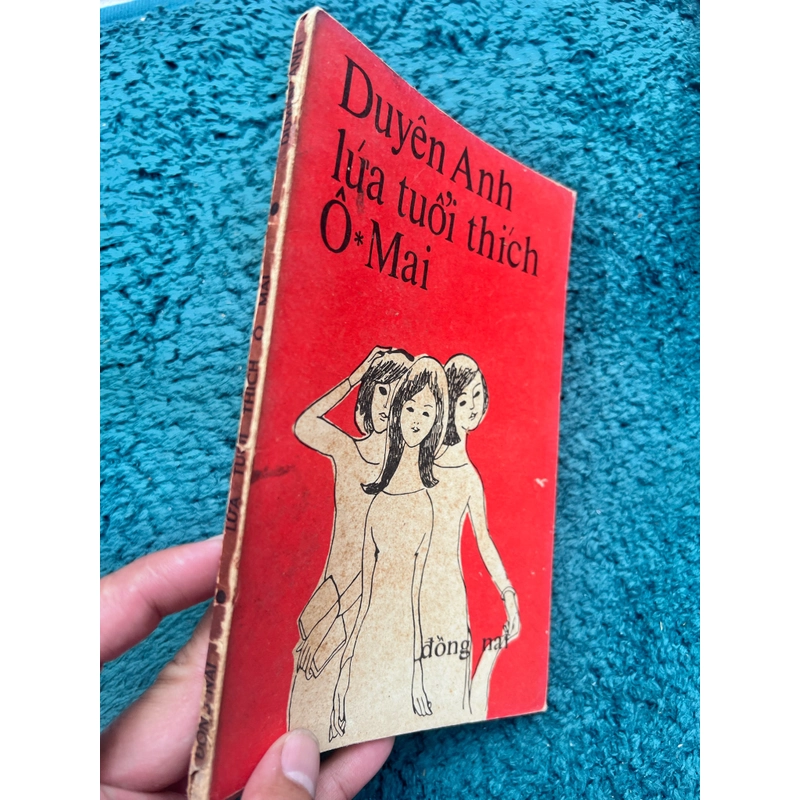 Duyên Anh
lứa tuổi thích
Ô*Mai
đồng nai
LỨA TUỔI THÍCH Ô MAI